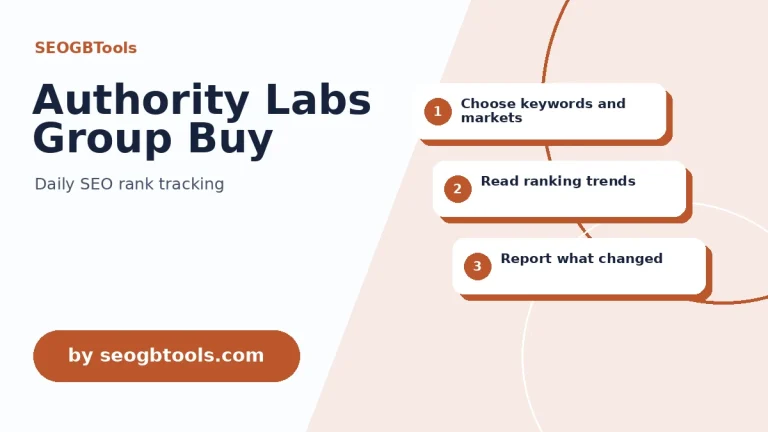 SEOGBTools
Authority Labs
Group Buy
Daily SEO rank tracking
by seogbtools.com
1
Choose keywords and
markets
2
Read ranking trends
3
Report what changed